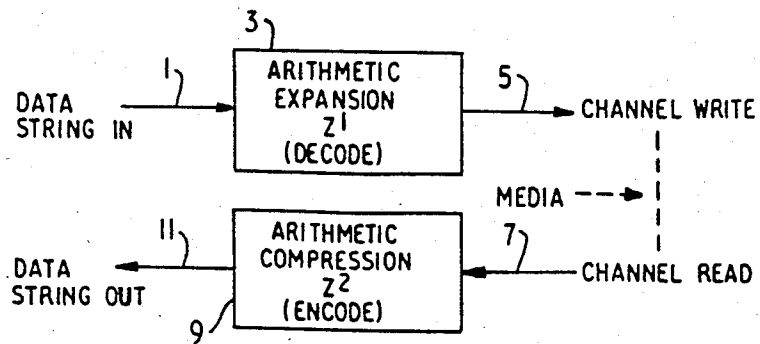 3
ARITHMETIC
EXPANSION
Z1
(DECODE)
1
DATA
STRING IN
5
CHANNEL WRITE
MEDIA
ARITHMETIC
COMPRESSION
Z2
(ENCODE)
11
DATA
STRING OUT
7
CHANNEL READ
9